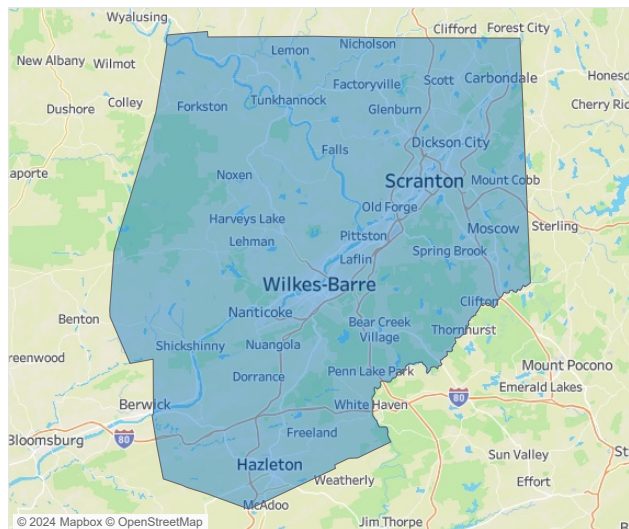 Wyalusing
Clifford
Forest City
Nicholson
Lemon
New Albany
Wilmot
Scott
Carbondale
Honesd
Factoryville
Colley
Dushore
Forkston
Tunkhannock
Glenburn
Cherry Ric
Dickson City
Falls
aporte
Noxen
Scranton
Mount Cobb
Old Forge
Harveys Lake
Sterling
Moscow
Pittston
Lehman
Spring Brook
Laflin
Wilkes-Barre
Clifton
Nanticoke
Benton
Bear Creek
Village
Thornhurst
Shickshinny
Nuangola
reenwood
Mount Pocono
Penn Lake Park
Dorrance
Emerald Lakes
80
Berwick
White Haven
Freeland
80
Bloomsburg
St
Sun Valley
Hazleton
Weatherly
Effort
McAdoo
Jim Thorpe
© 2024 Mapbox © OpenStreetMap